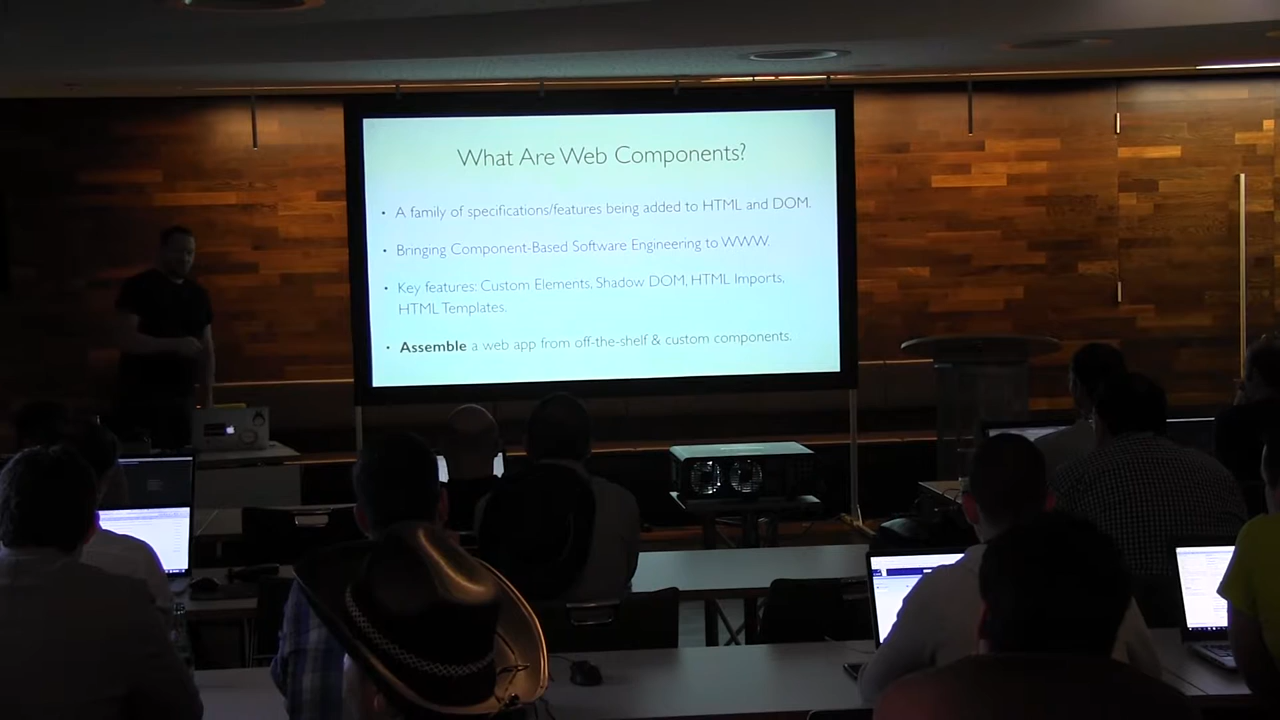 What Are Web Components?
• A family of specifications/features being added to HTML and DOM.
• Bringing Component-Based Software Engineering to WWW.
• Key features: Custom Elements, Shadow DOM, HTML Imports,
HTML Templates.
• Assemble a web app from off-the-shelf & custom components.